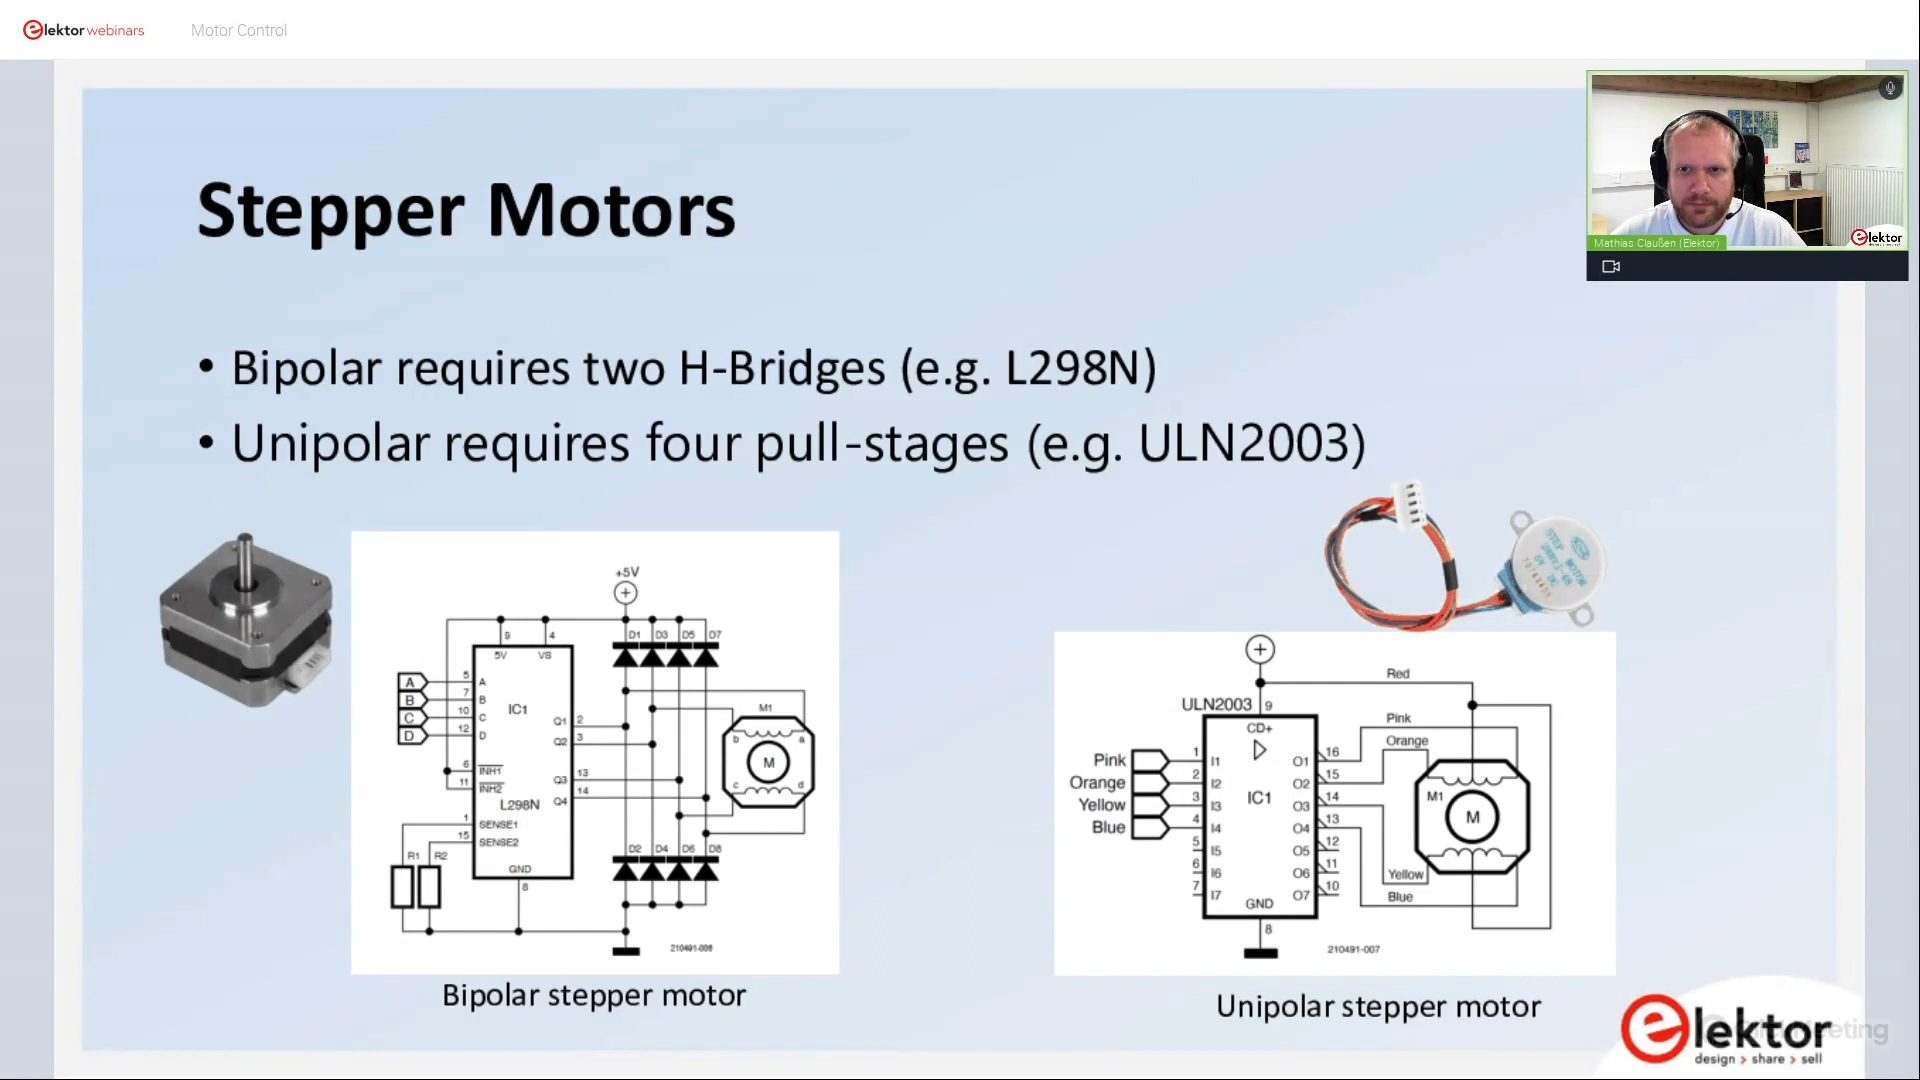 elektor webinars
Motor Control
Mathias Claußen (Elektor)
elektor
Stepper Motors
• Bipolar requires two H-Bridges (e.g. L298N)
• Unipolar requires four pull-stages (e.g. ULN2003)
+5V
D1 D3 D5 D7
9 4
5V VS
A 5 A
B 7 B
C 10 C
D 12 D
IC1
Q1 2
Q2 3
M1
b a
M
c d
6 INH1
11 INH2
Q3 13
Q4 14
L298N
1 SENSE1
15 SENSE2
R1 R2
GND
8
D2 D4 D6 D8
210491-006
Bipolar stepper motor
STEP MOTOR
5V DC
Red
ULN2003 9
CD+
Pink
Orange
Pink 1 I1 O1 16
Orange 2 I2 O2 15
Yellow 3 I3 O3 14
Blue 4 I4 O4 13
5 I5 O5 12
6 I6 O6 11
7 I7 O7 10
IC1
M1
M
Yellow
Blue
GND
8
210491-007
Unipolar stepper motor
elektor
design > share > sell